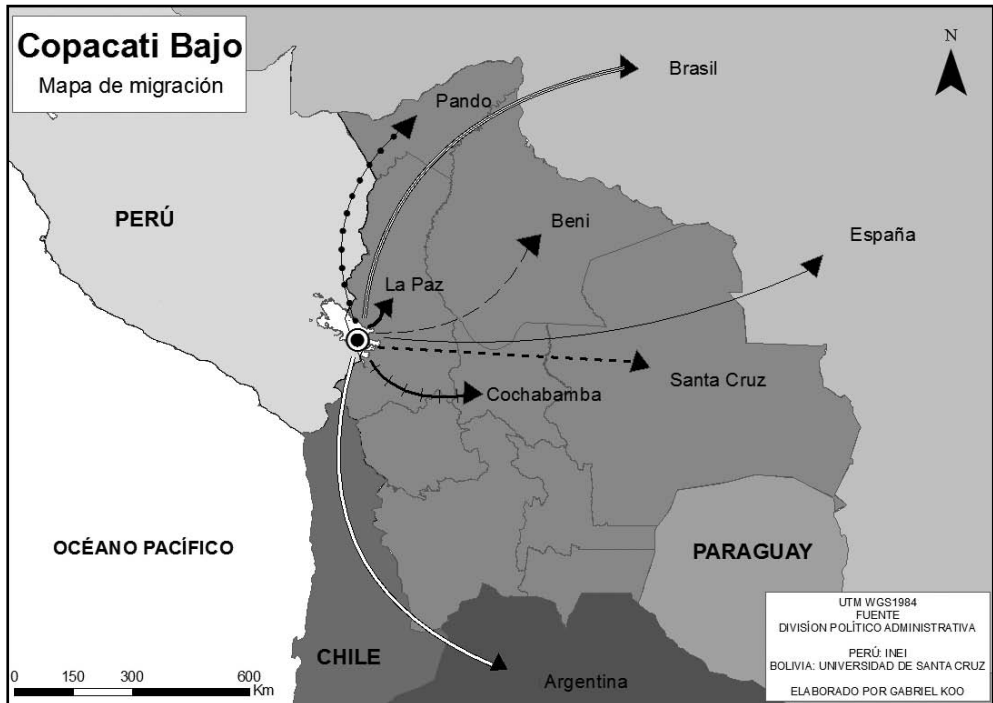 Copacati Bajo
Mapa de migración
N
Brasil
Pando
PERÚ
Beni
España
La Paz
Santa Cruz
Cochabamba
OCÉANO PACÍFICO
PARAGUAY
CHILE
Argentina
0 150 300 600
Km
UTM WGS1984
FUENTE
DIVISÍON POLÍTICO ADMINISTRATIVA
PERÚ: INEI
BOLIVIA: UNIVERSIDAD DE SANTA CRUZ
ELABORADO POR GABRIEL KOO